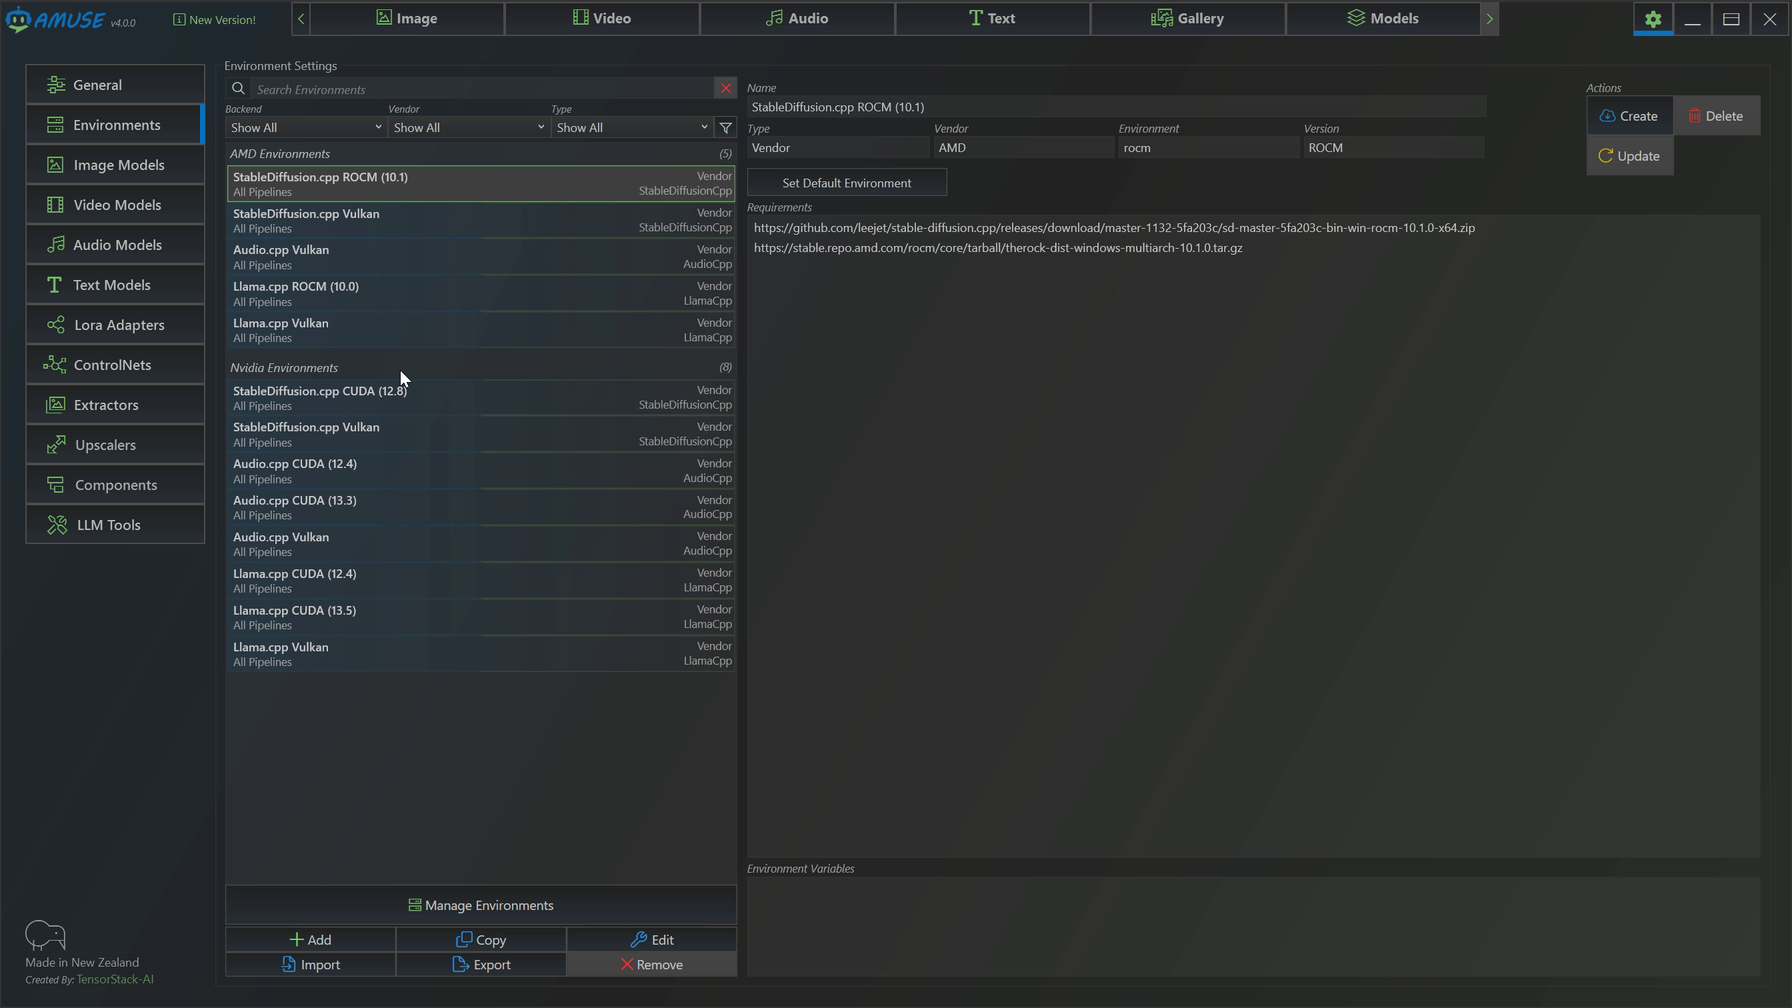 AMUSE v4.0.0
New Version!
Image
Video
Audio
Text
Gallery
Models
General
Environments
Image Models
Video Models
Audio Models
Text Models
Lora Adapters
ControlNets
Extractors
Upscalers
Components
LLM Tools
Made in New Zealand
Created By: TensorStack-AI
Environment Settings
Search Environments
Backend Vendor Type
Show All Show All Show All
AMD Environments (5)
StableDiffusion.cpp ROCM (10.1) Vendor
All Pipelines StableDiffusionCpp
StableDiffusion.cpp Vulkan Vendor
All Pipelines StableDiffusionCpp
Audio.cpp Vulkan Vendor
All Pipelines AudioCpp
Llama.cpp ROCM (10.0) Vendor
All Pipelines LlamaCpp
Llama.cpp Vulkan Vendor
All Pipelines LlamaCpp
Nvidia Environments (8)
StableDiffusion.cpp CUDA (12.8) Vendor
All Pipelines StableDiffusionCpp
StableDiffusion.cpp Vulkan Vendor
All Pipelines StableDiffusionCpp
Audio.cpp CUDA (12.4) Vendor
All Pipelines AudioCpp
Audio.cpp CUDA (13.3) Vendor
All Pipelines AudioCpp
Audio.cpp Vulkan Vendor
All Pipelines AudioCpp
Llama.cpp CUDA (12.4) Vendor
All Pipelines LlamaCpp
Llama.cpp CUDA (13.5) Vendor
All Pipelines LlamaCpp
Llama.cpp Vulkan Vendor
All Pipelines LlamaCpp
Manage Environments
Add Copy Edit
Import Export Remove
Name
StableDiffusion.cpp ROCM (10.1)
Type Vendor Environment Version
Vendor AMD rocm ROCM
Set Default Environment
Requirements
https://github.com/leejet/stable-diffusion.cpp/releases/download/master-1132-5fa203c/sd-master-5fa203c-bin-win-rocm-10.1.0-x64.zip
https://stable.repo.amd.com/rocm/core/tarball/therock-dist-windows-multiarch-10.1.0.tar.gz
Environment Variables
Actions
Create Delete
Update